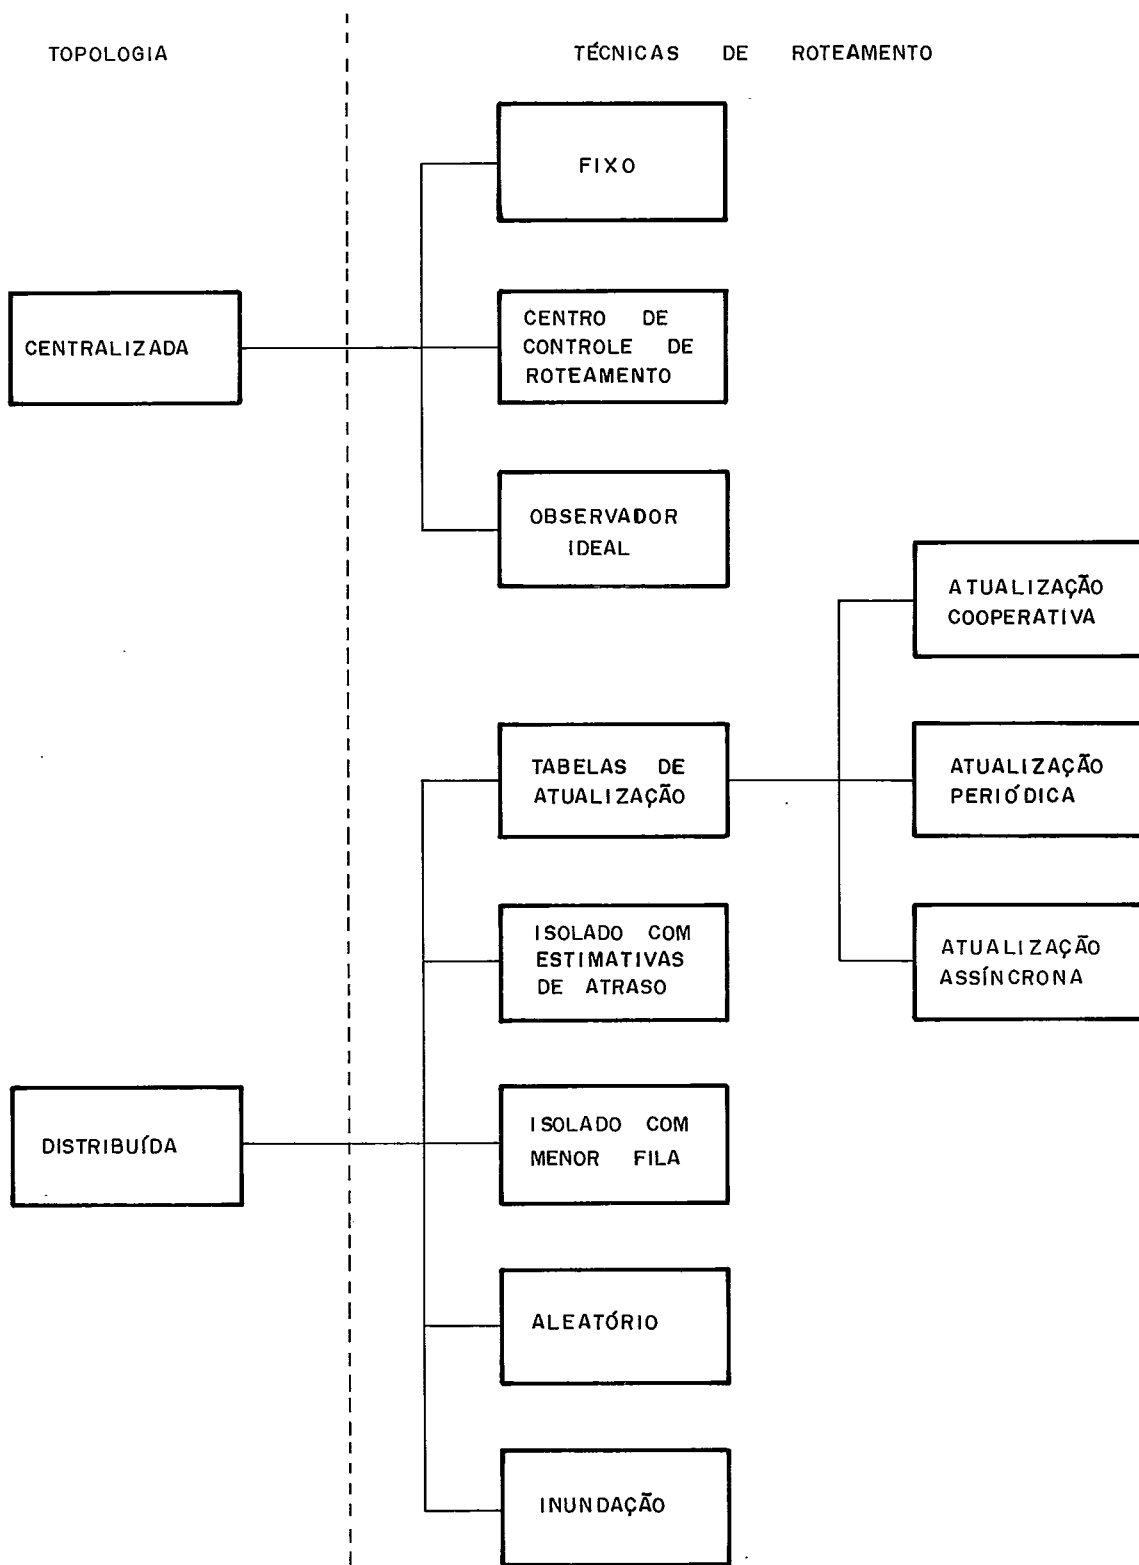 TOPOLOGIA
TÉCNICAS DE ROTEAMENTO
FIXO
CENTRALIZADA
CENTRO DE
CONTROLE DE
ROTEAMENTO
OBSERVADOR
IDEAL
ATUALIZAÇÃO
COOPERATIVA
TABELAS DE
ATUALIZAÇÃO
ATUALIZAÇÃO
PERIÓDICA
ISOLADO COM
ESTIMATIVAS
DE ATRASO
ATUALIZAÇÃO
ASSÍNCRONA
DISTRIBUÍDA
ISOLADO COM
MENOR FILA
ALEATÓRIO
INUNDAÇÃO